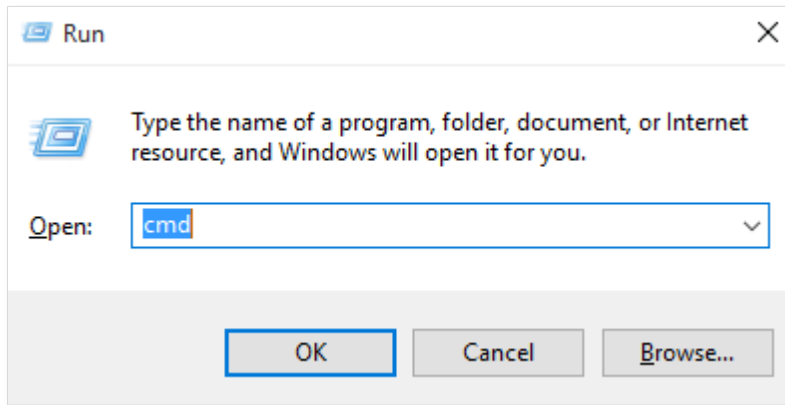 Run
Type the name of a program, folder, document, or Internet
resource, and Windows will open it for you.
Open: cmd
OK Cancel Browse...